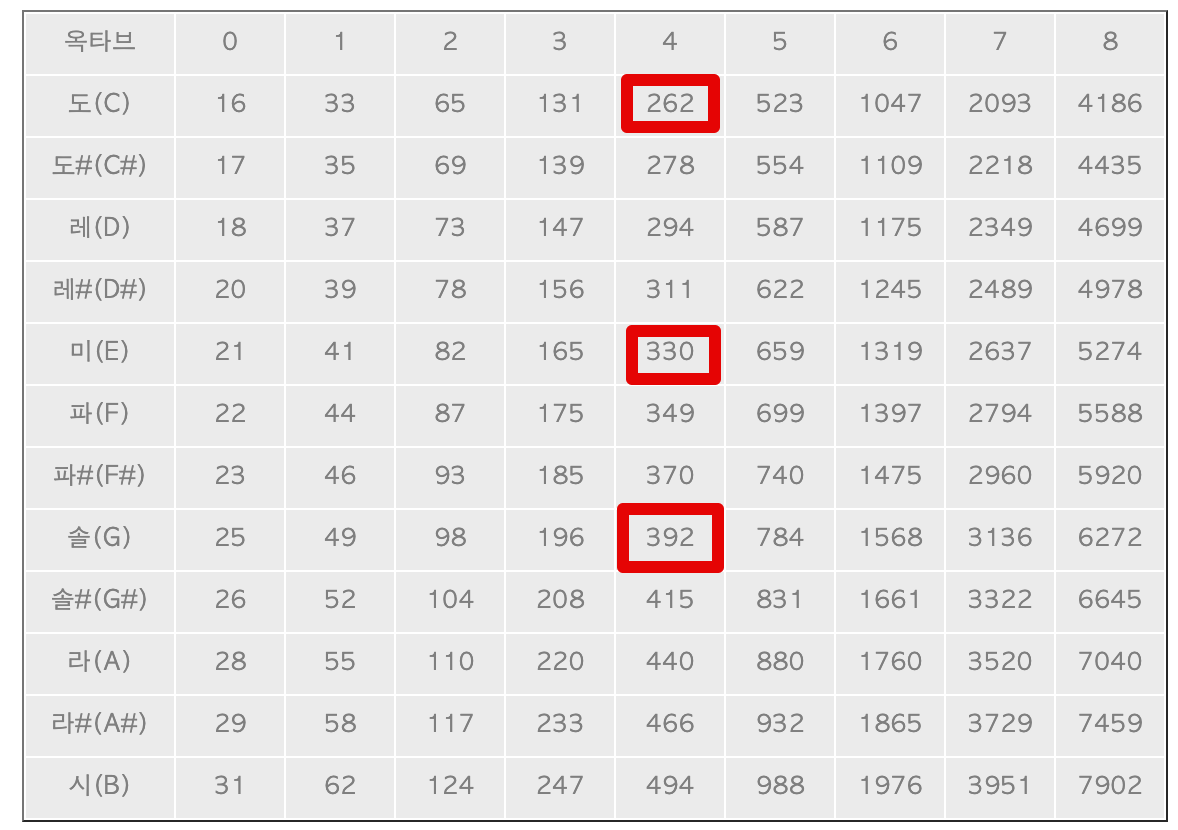 옥타브 0 1 2 3 4 5 6 7 8
도(C) 16 33 65 131 262 523 1047 2093 4186
도#(C#) 17 35 69 139 278 554 1109 2218 4435
레(D) 18 37 73 147 294 587 1175 2349 4699
레#(D#) 20 39 78 156 311 622 1245 2489 4978
미(E) 21 41 82 165 330 659 1319 2637 5274
파(F) 22 44 87 175 349 699 1397 2794 5588
파#(F#) 23 46 93 185 370 740 1475 2960 5920
솔(G) 25 49 98 196 392 784 1568 3136 6272
솔#(G#) 26 52 104 208 415 831 1661 3322 6645
라(A) 28 55 110 220 440 880 1760 3520 7040
라#(A#) 29 58 117 233 466 932 1865 3729 7459
시(B) 31 62 124 247 494 988 1976 3951 7902